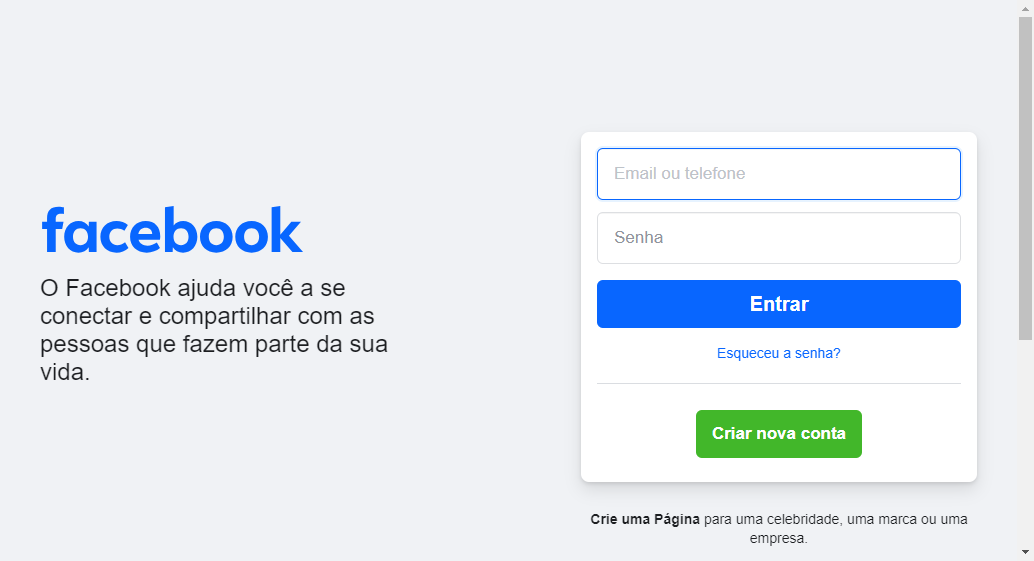 facebook
O Facebook ajuda você a se
conectar e compartilhar com as
pessoas que fazem parte da sua
vida.
Email ou telefone
Senha
Entrar
Esqueceu a senha?
Criar nova conta
Crie uma Página para uma celebridade, uma marca ou uma
empresa.